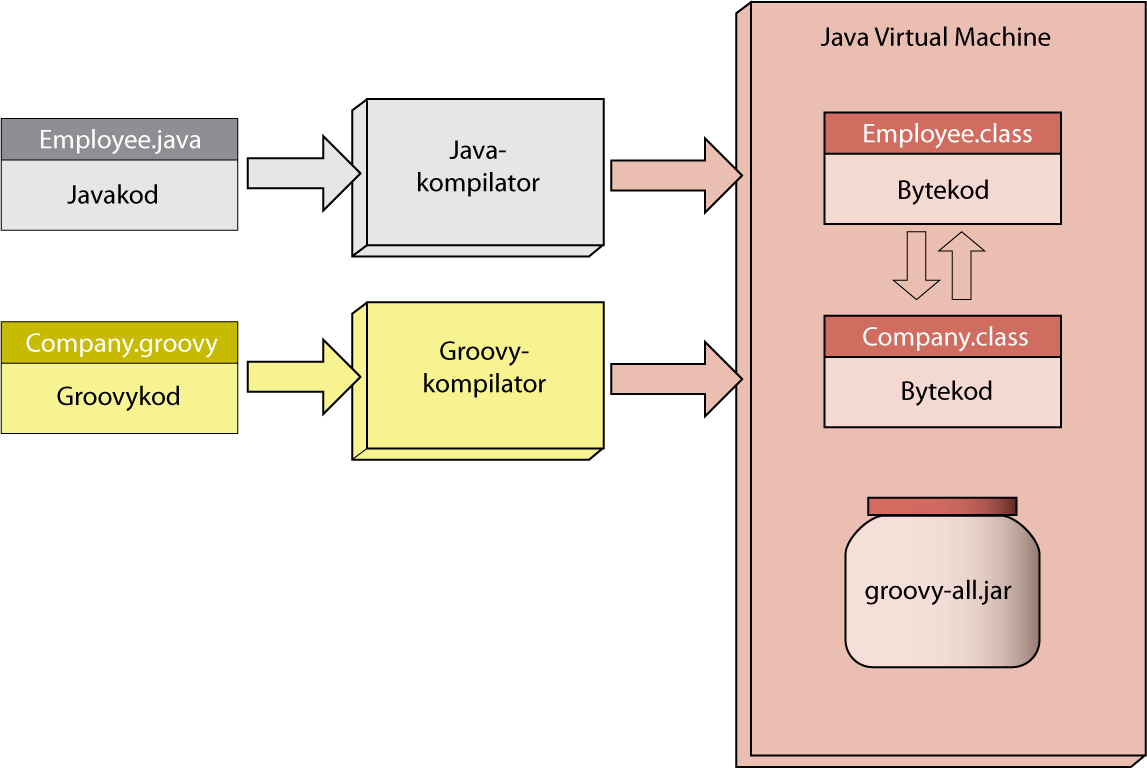 Java Virtual Machine
Employee.java
Javakod
Java-
kompilator
Employee.class
Bytekod
Company.groovy
Groovykod
Groovy-
kompilator
Company.class
Bytekod
groovy-all.jar